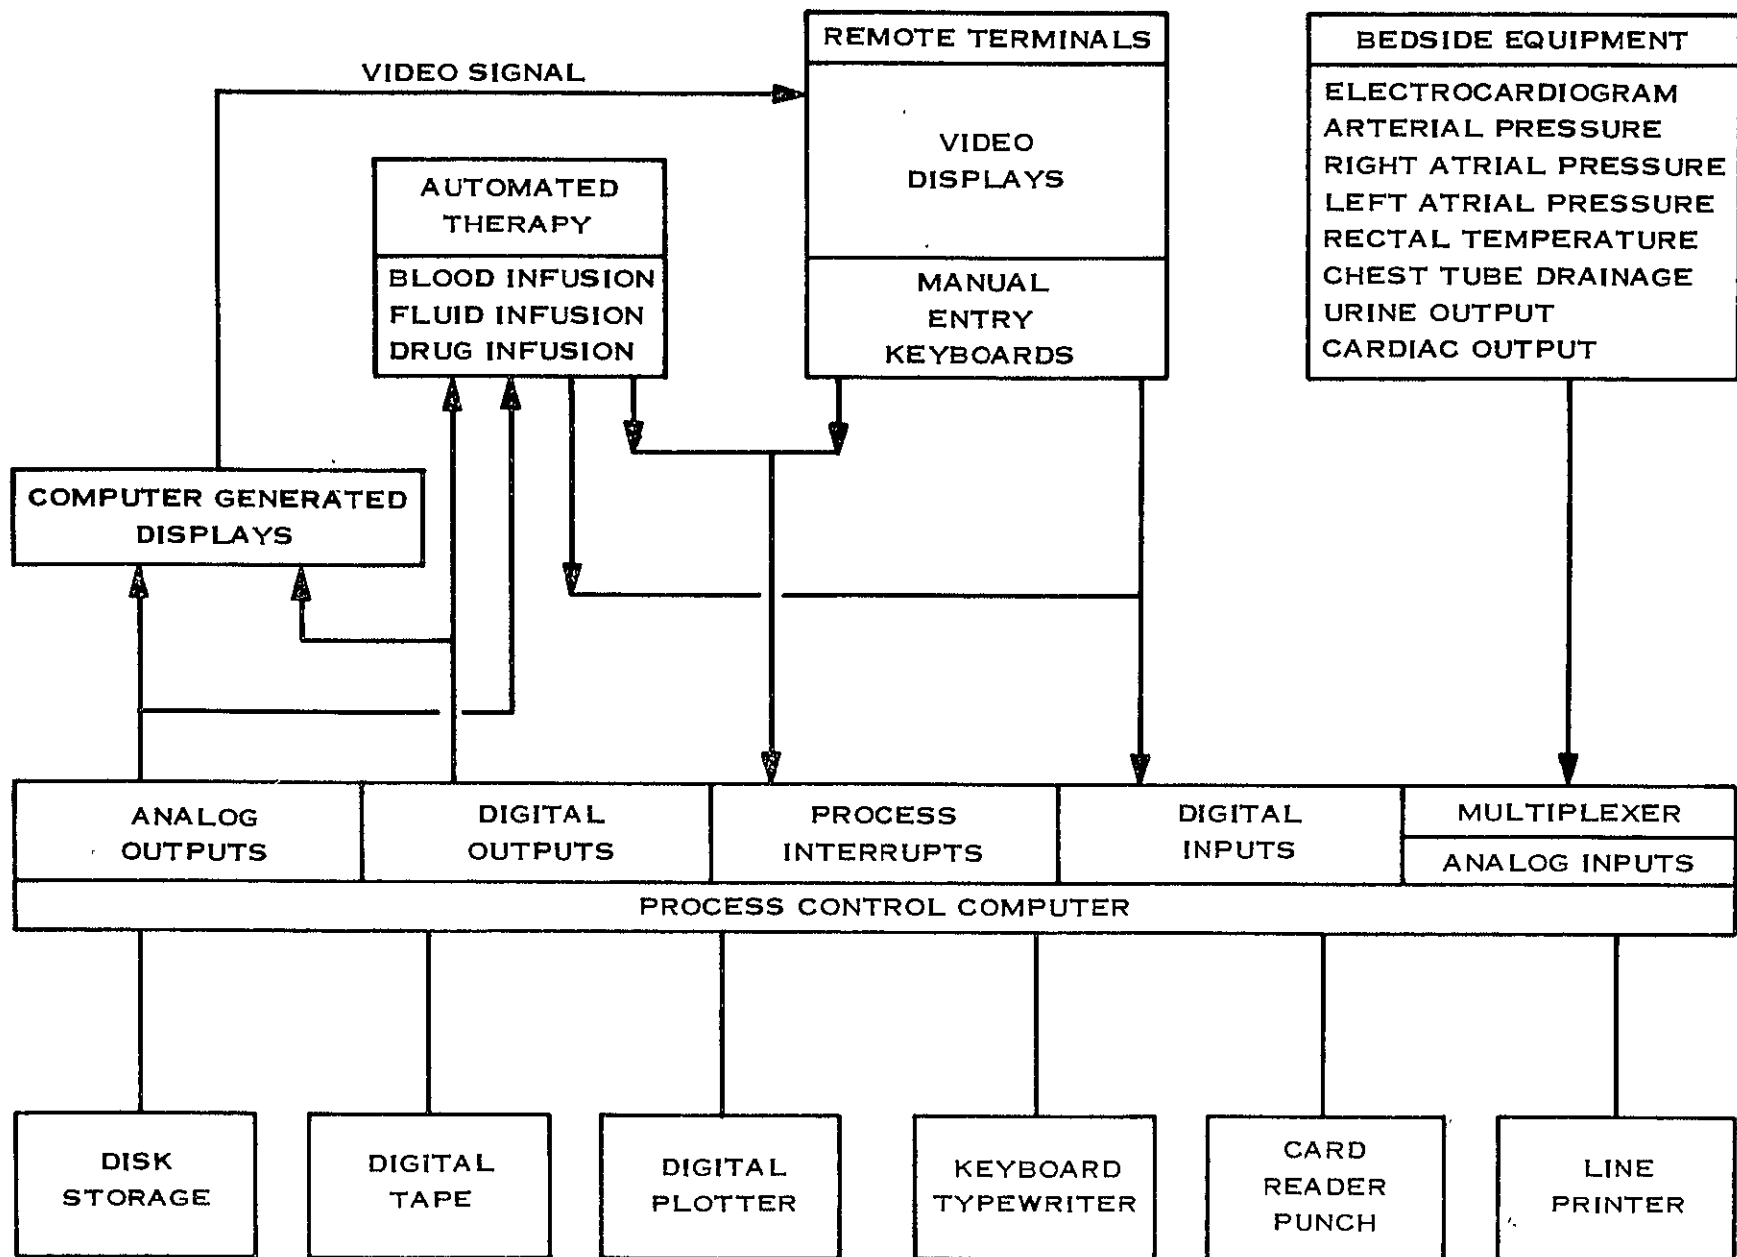 VIDEO SIGNAL
REMOTE TERMINALS
VIDEO
DISPLAYS
MANUAL
ENTRY
KEYBOARDS
BEDSIDE EQUIPMENT
ELECTROCARDIOGRAM
ARTERIAL PRESSURE
RIGHT ATRIAL PRESSURE
LEFT ATRIAL PRESSURE
RECTAL TEMPERATURE
CHEST TUBE DRAINAGE
URINE OUTPUT
CARDIAC OUTPUT
AUTOMATED
THERAPY
BLOOD INFUSION
FLUID INFUSION
DRUG INFUSION
COMPUTER GENERATED
DISPLAYS
ANALOG
OUTPUTS
DIGITAL
OUTPUTS
PROCESS
INTERRUPTS
DIGITAL
INPUTS
MULTIPLEXER
ANALOG INPUTS
PROCESS CONTROL COMPUTER
DISK
STORAGE
DIGITAL
TAPE
DIGITAL
PLOTTER
KEYBOARD
TYPEWRITER
CARD
READER
PUNCH
LINE
PRINTER